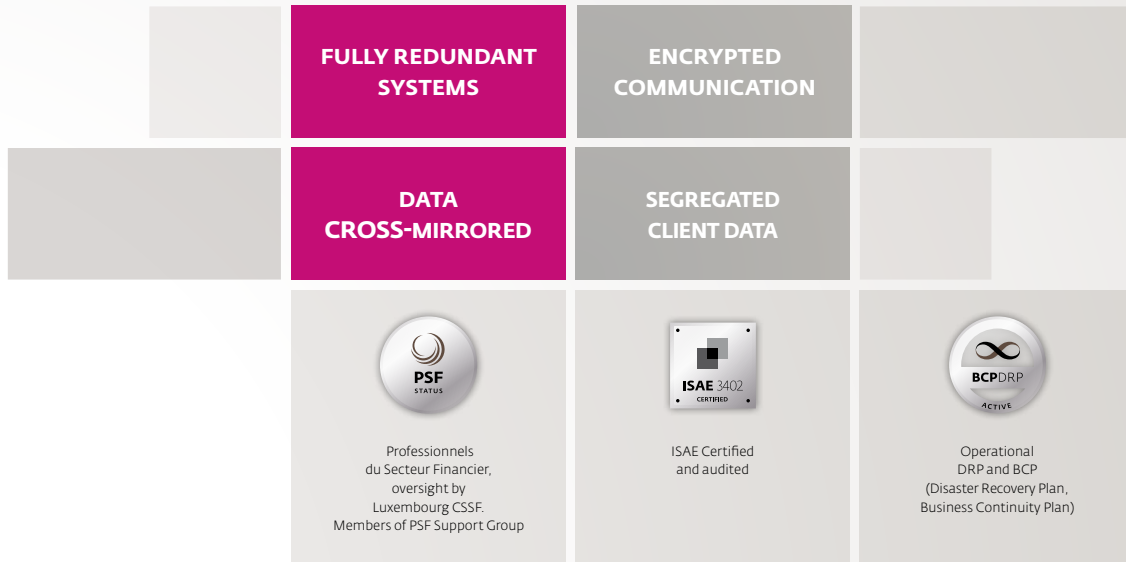 FULLY REDUNDANT
SYSTEMS
ENCRYPTED
COMMUNICATION
DATA
CROSS-MIRRORED
SEGREGATED
CLIENT DATA
PSF
STATUS
Professionnels
du Secteur Financier,
oversight by
Luxembourg CSSF.
Members of PSF Support Group
ISAE 3402
CERTIFIED
ISAE Certified
and audited
BCPDRP
ACTIVE
Operational
DRP and BCP
(Disaster Recovery Plan,
Business Continuity Plan)